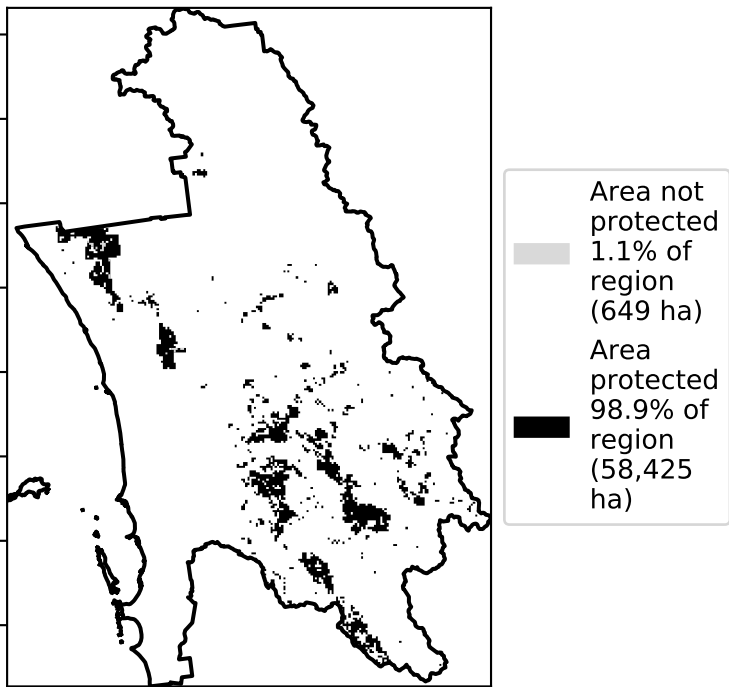 Area not
protected
1.1% of
region
(649 ha)
Area
protected
98.9% of
region
(58,425
ha)